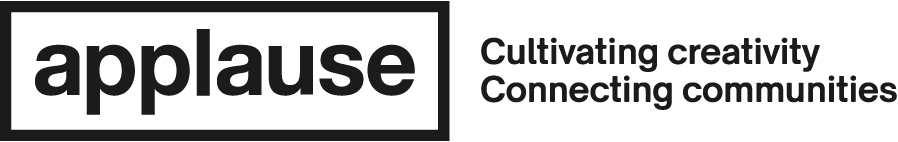 applause
Cultivating creativity
Connecting communities